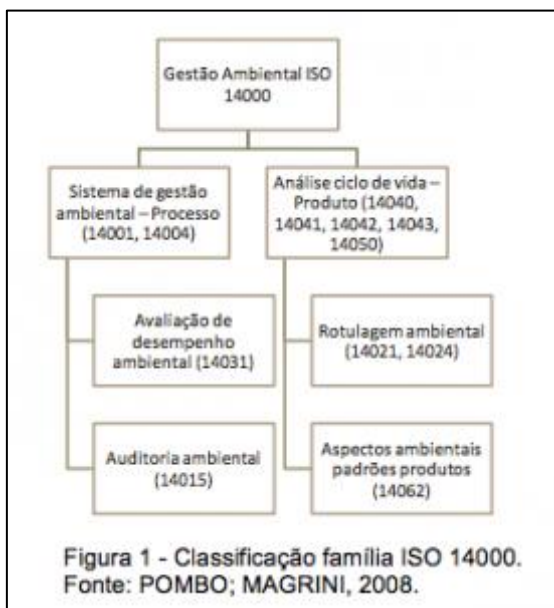 Gestão Ambiental ISO
14000
Sistema de gestão
ambiental – Processo
(14001, 14004)
Análise ciclo de vida –
Produto (14040,
14041, 14042, 14043,
14050)
Avaliação de
desempenho
ambiental (14031)
Rotulagem ambiental
(14021, 14024)
Auditoria ambiental
(14015)
Aspectos ambientais
padrões produtos
(14062)
Figura 1 - Classificação família ISO 14000.
Fonte: POMBO; MAGRINI, 2008.